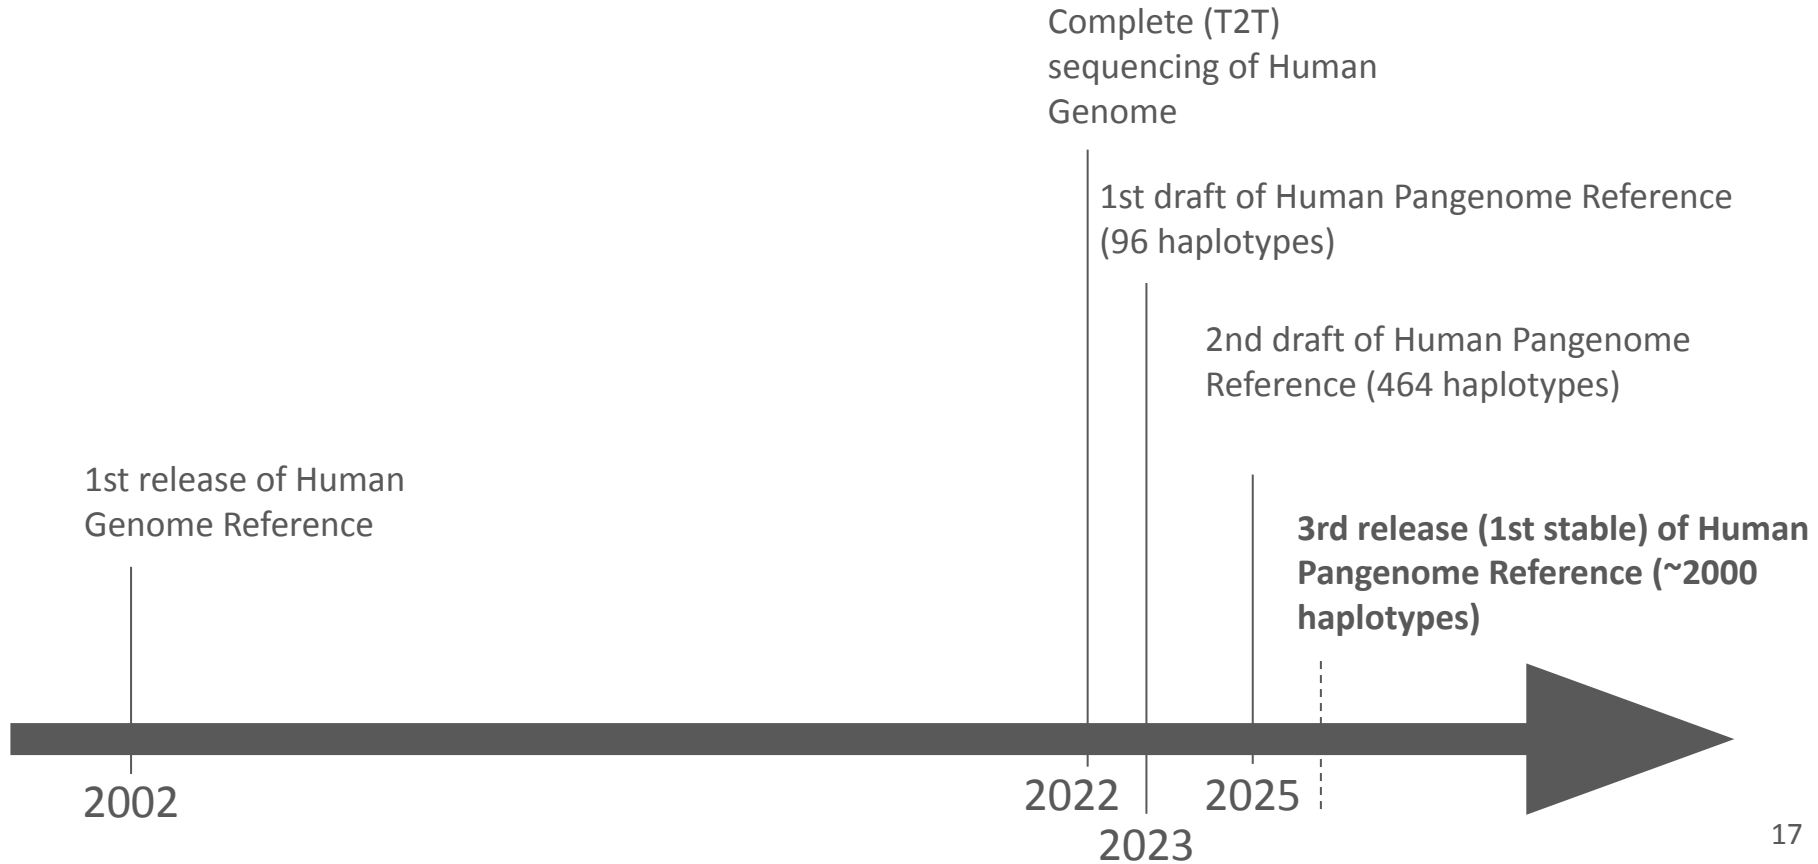 Complete (T2T)
sequencing of Human
Genome
1st draft of Human Pangenome Reference
(96 haplotypes)
2nd draft of Human Pangenome
Reference (464 haplotypes)
1st release of Human
Genome Reference
3rd release (1st stable) of Human
Pangenome Reference (~2000
haplotypes)
2002
2022
2025
2023
17